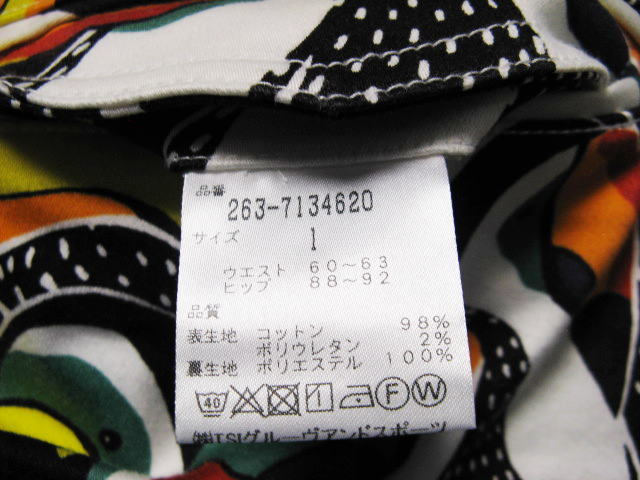 品番
263-7134620
サイズ
1
ウエスト 60~63
ヒップ 88~92
品質
表生地 コットン 98%
ポリウレタン 2%
裏生地 ポリエステル 100%
40 F W
㈱TSIグルーヴアンドスポーツ